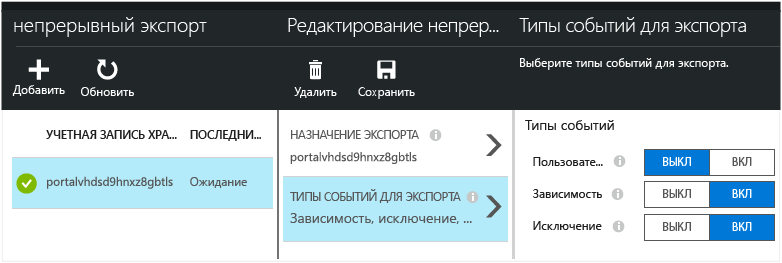 непрерывный экспорт
Добавить
Обновить
УЧЕТНАЯ ЗАПИСЬ ХРА...
ПОСЛЕДНИ...
portalvhdsd9hnxz8gbtls
Ожидание
Редактирование непрер...
Удалить
Сохранить
НАЗНАЧЕНИЕ ЭКСПОРТА
portalvhdsd9hnxz8gbtls
ТИПЫ СОБЫТИЙ ДЛЯ ЭКСПОРТА
Зависимость, исключение, ...
Типы событий для экспорта
Выберите типы событий для экспорта.
Типы событий
Пользовате... ВЫКЛ ВКЛ
Зависимость ВЫКЛ ВКЛ
Исключение ВЫКЛ ВКЛ